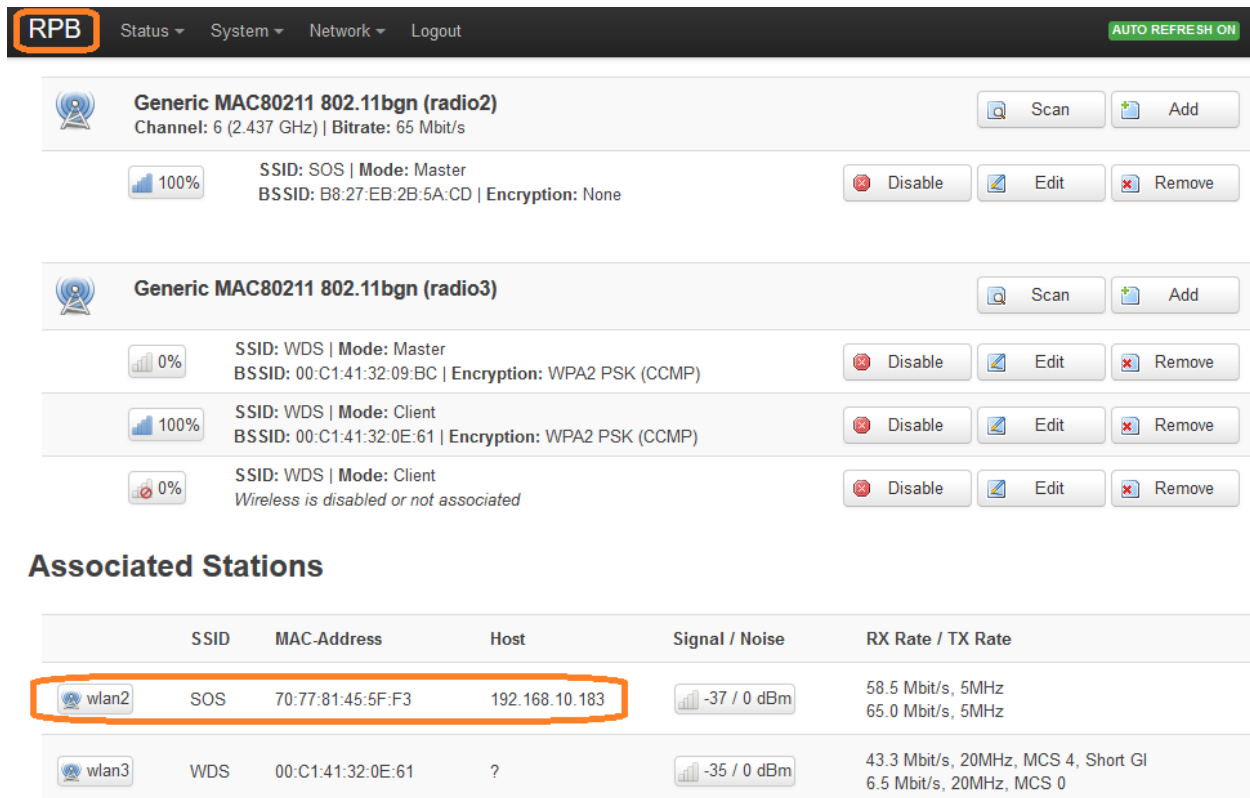 RPB Status System Network Logout AUTO REFRESH ON
Generic MAC80211 802.11bgn (radio2) Scan Add
Channel: 6 (2.437 GHz) | Bitrate: 65 Mbit/s
100% SSID: SOS | Mode: Master Disable Edit Remove
BSSID: B8:27:EB:2B:5A:CD | Encryption: None
Generic MAC80211 802.11bgn (radio3) Scan Add
0% SSID: WDS | Mode: Master Disable Edit Remove
BSSID: 00:C1:41:32:09:BC | Encryption: WPA2 PSK (CCMP)
100% SSID: WDS | Mode: Client Disable Edit Remove
BSSID: 00:C1:41:32:0E:61 | Encryption: WPA2 PSK (CCMP)
0% SSID: WDS | Mode: Client Disable Edit Remove
Wireless is disabled or not associated
Associated Stations
SSID MAC-Address Host Signal / Noise RX Rate / TX Rate
wlan2 SOS 70:77:81:45:5F:F3 192.168.10.183 -37 / 0 dBm 58.5 Mbit/s, 5MHz
65.0 Mbit/s, 5MHz
wlan3 WDS 00:C1:41:32:0E:61 ? -35 / 0 dBm 43.3 Mbit/s, 20MHz, MCS 4, Short GI
6.5 Mbit/s, 20MHz, MCS 0